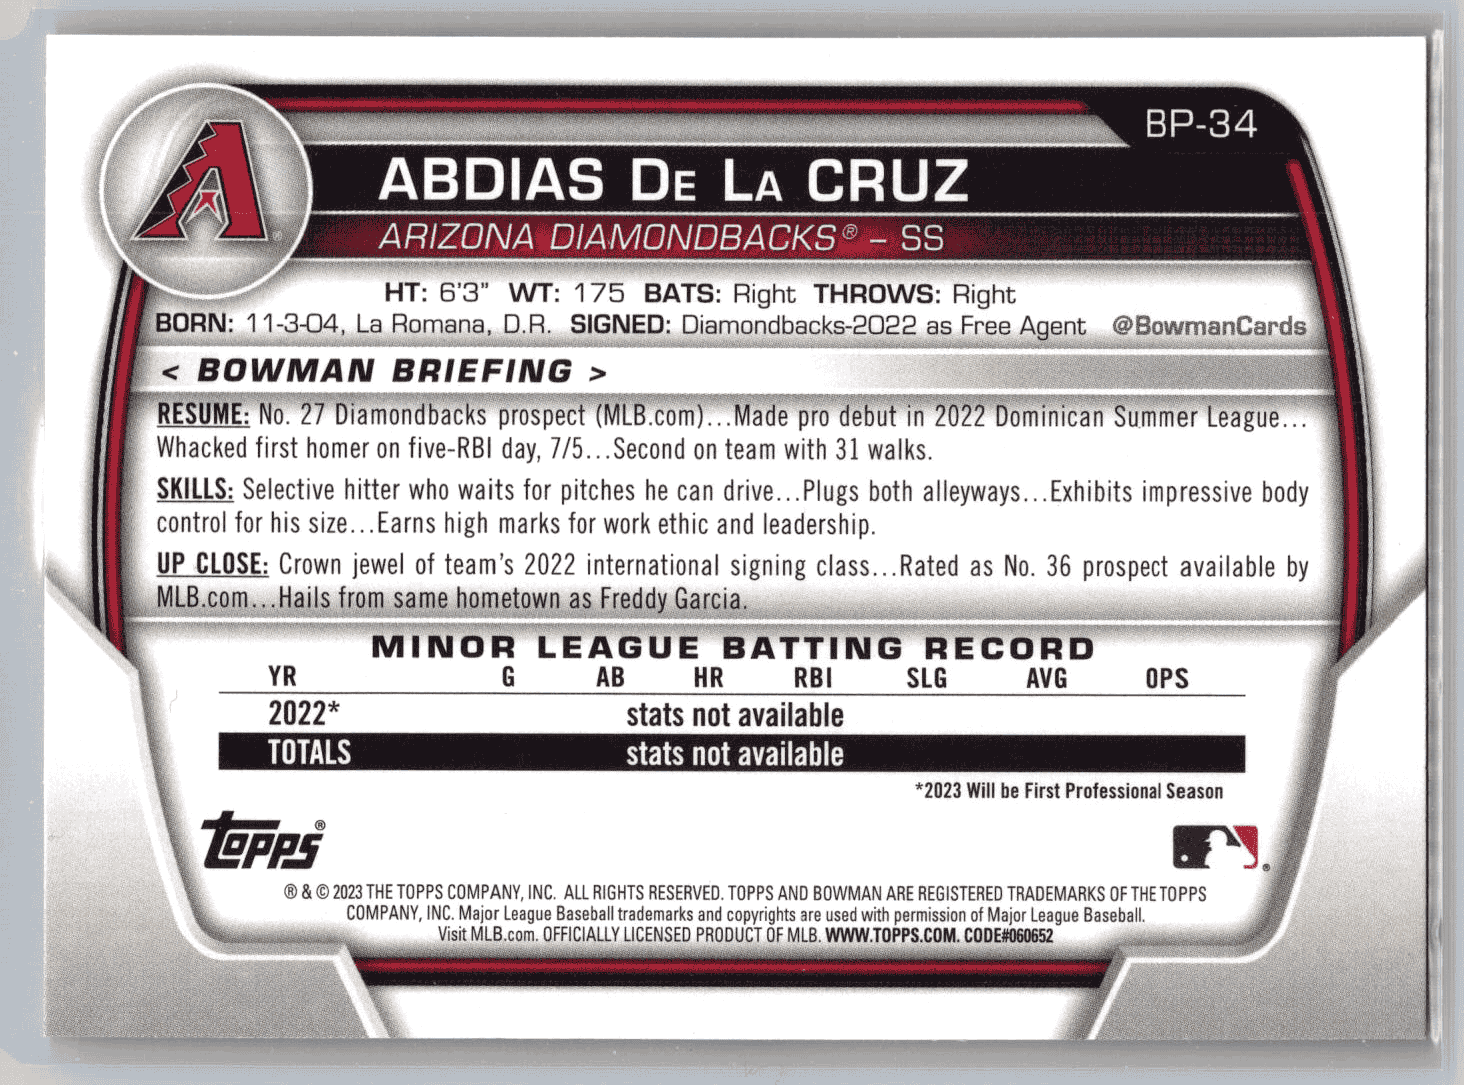 BP-34
ABDIAS DE LA CRUZ
ARIZONA DIAMONDBACKS® – SS
HT: 6'3" WT: 175 BATS: Right THROWS: Right
BORN: 11-3-04, La Romana, D.R. SIGNED: Diamondbacks-2022 as Free Agent @BowmanCards
< BOWMAN BRIEFING >
RESUME: No. 27 Diamondbacks prospect (MLB.com)...Made pro debut in 2022 Dominican Summer League...
Whacked first homer on five-RBI day, 7/5...Second on team with 31 walks.
SKILLS: Selective hitter who waits for pitches he can drive...Plugs both alleyways...Exhibits impressive body
control for his size...Earns high marks for work ethic and leadership.
UP CLOSE: Crown jewel of team's 2022 international signing class...Rated as No. 36 prospect available by
MLB.com...Hails from same hometown as Freddy Garcia.
MINOR LEAGUE BATTING RECORD
YR G AB HR RBI SLG AVG OPS
2022* stats not available
TOTALS stats not available
*2023 Will be First Professional Season
topps®
® & © 2023 THE TOPPS COMPANY, INC. ALL RIGHTS RESERVED. TOPPS AND BOWMAN ARE REGISTERED TRADEMARKS OF THE TOPPS
COMPANY, INC. Major League Baseball trademarks and copyrights are used with permission of Major League Baseball.
Visit MLB.com. OFFICIALLY LICENSED PRODUCT OF MLB. WWW.TOPPS.COM. CODE#060652